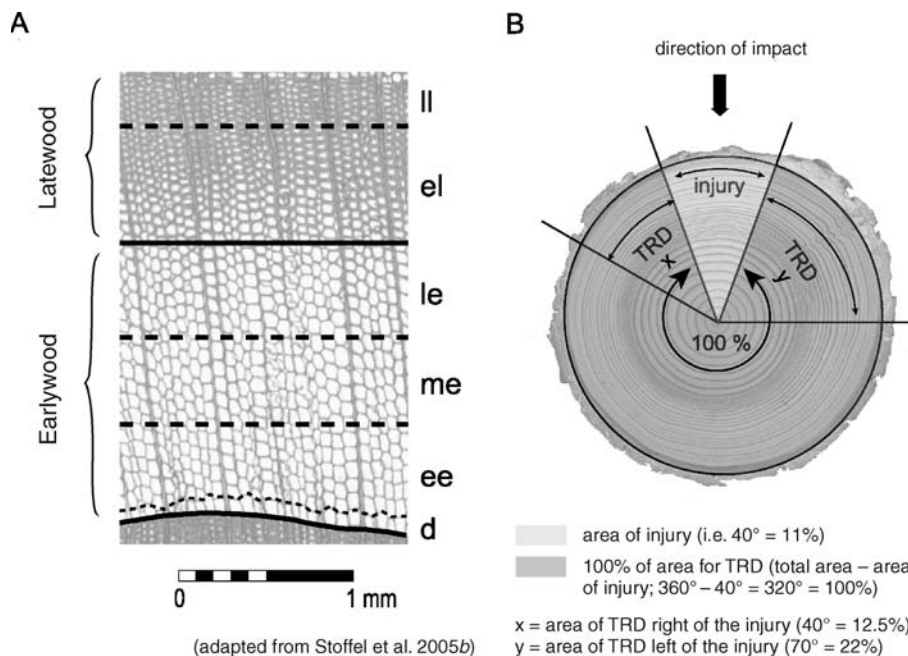 A
Latewood
Earlywood
ll
el
le
me
ee
d
0 1 mm
(adapted from Stoffel et al. 2005b)
B
direction of impact
injury
TRD
x
TRD
y
100 %
area of injury (i.e. 40° = 11%)
100% of area for TRD (total area – area
of injury; 360° – 40° = 320° = 100%)
x = area of TRD right of the injury (40° = 12.5%)
y = area of TRD left of the injury (70° = 22%)